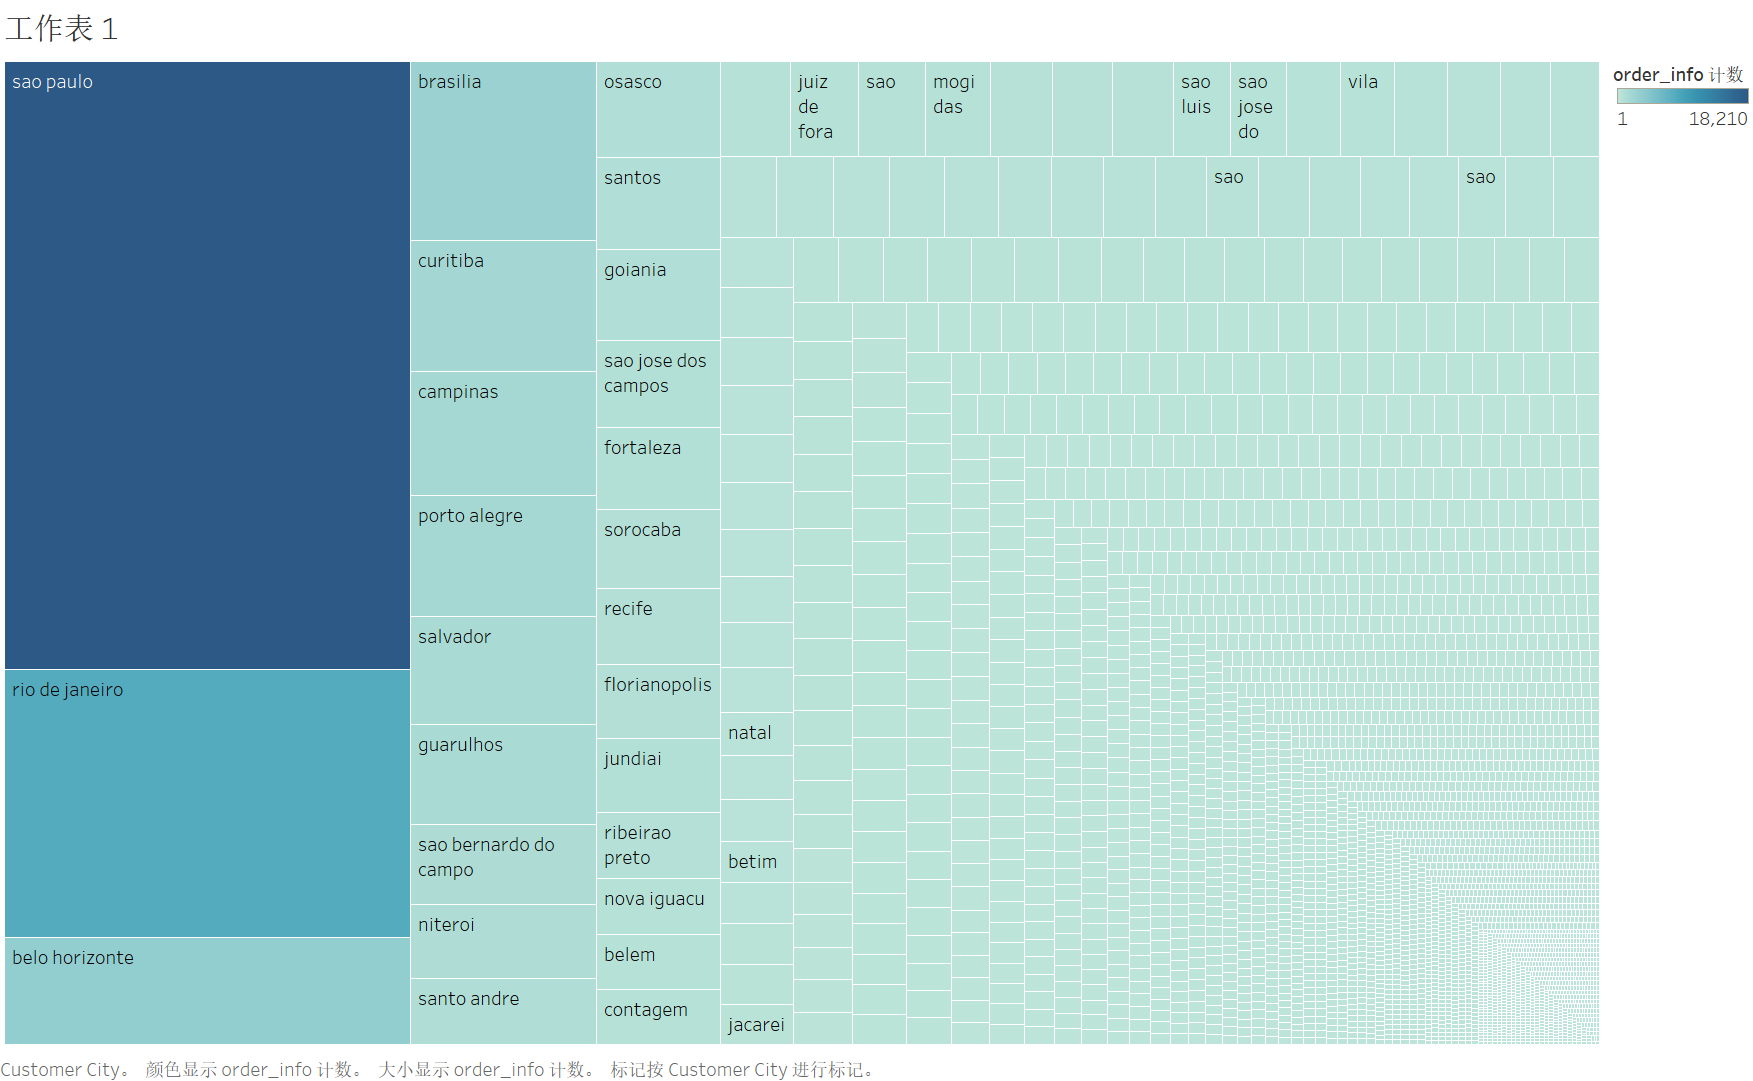 工作表 1
sao paulo
rio de janeiro
belo horizonte
brasilia
curitiba
campinas
porto alegre
salvador
guarulhos
sao bernardo do
campo
niteroi
santo andre
osasco
santos
goiania
sao jose dos
campos
fortaleza
sorocaba
recife
florianopolis
jundiai
ribeirao
preto
nova iguacu
belem
contagem
juiz
de
fora
sao
mogi
das
sao
luis
sao
jose
do
vila
sao
sao
natal
betim
jacarei
order_info 计数
1 18,210
Customer City。 颜色显示 order_info 计数。 大小显示 order_info 计数。 标记按 Customer City 进行标记。